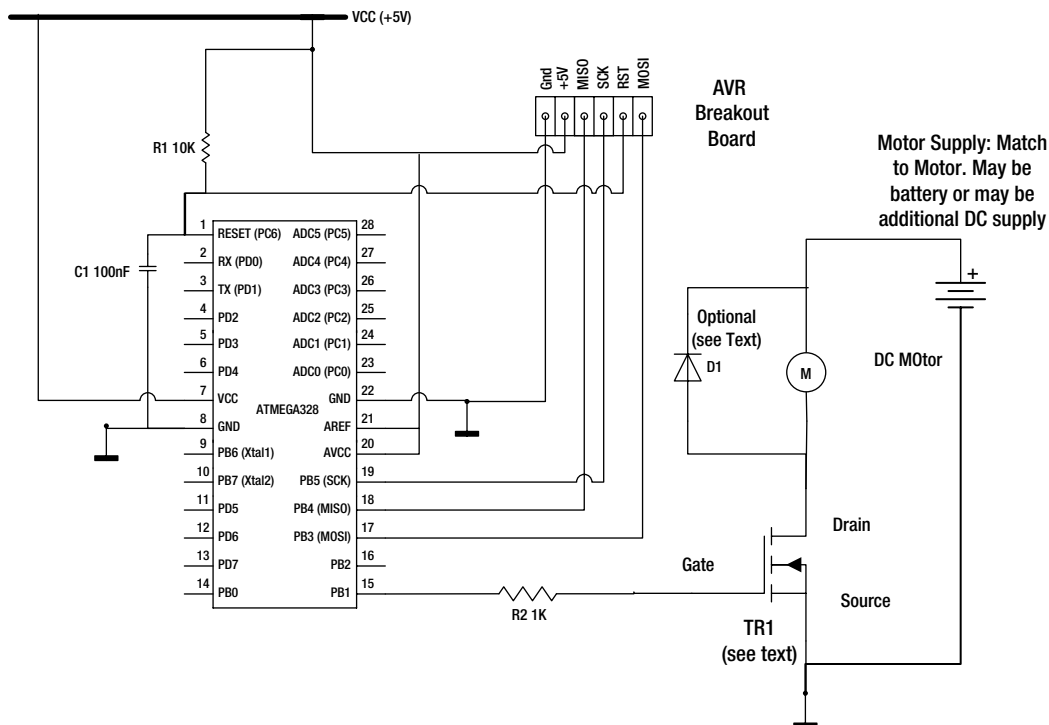 VCC (+5V)
Gnd
+5V
MISO
SCK
RST
MOSI
AVR
Breakout
Board
R1 10K
Motor Supply: Match
to Motor. May be
battery or may be
additional DC supply
C1 100nF
1 RESET (PC6) ADC5 (PC5) 28
2 RX (PD0) ADC4 (PC4) 27
3 TX (PD1) ADC3 (PC3) 26
4 PD2 ADC2 (PC2) 25
5 PD3 ADC1 (PC1) 24
6 PD4 ADC0 (PC0) 23
7 VCC GND 22
ATMEGA328
8 GND AREF 21
9 PB6 (Xtal1) AVCC 20
10 PB7 (Xtal2) PB5 (SCK) 19
11 PD5 PB4 (MISO) 18
12 PD6 PB3 (MOSI) 17
13 PD7 PB2 16
14 PB0 PB1 15
+
Optional
(see Text)
D1
M
DC MOtor
Drain
Gate
Source
R2 1K
TR1
(see text)